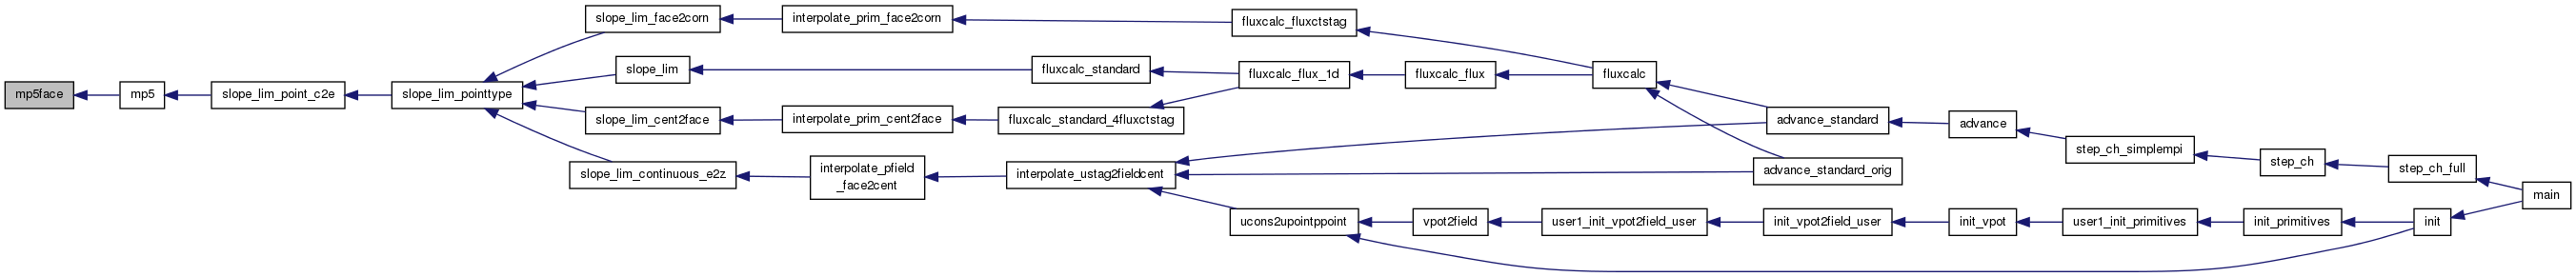 mp5face
mp5
slope_lim_point_c2e
slope_lim_pointtype
slope_lim_face2corn
slope_lim
slope_lim_cent2face
slope_lim_continuous_e2z
interpolate_prim_face2corn
interpolate_prim_cent2face
interpolate_pfield
_face2cent
fluxcalc_standard
fluxcalc_standard_4fluxctstag
interpolate_ustag2fieldcent
fluxcalc_fluxctstag
fluxcalc_flux_1d
ucons2upointppoint
fluxcalc_flux
vpot2field
fluxcalc
user1_init_vpot2field_user
advance_standard
advance_standard_orig
init_vpot2field_user
advance
init_vpot
step_ch_simplempi
user1_init_primitives
step_ch
init_primitives
step_ch_full
init
main